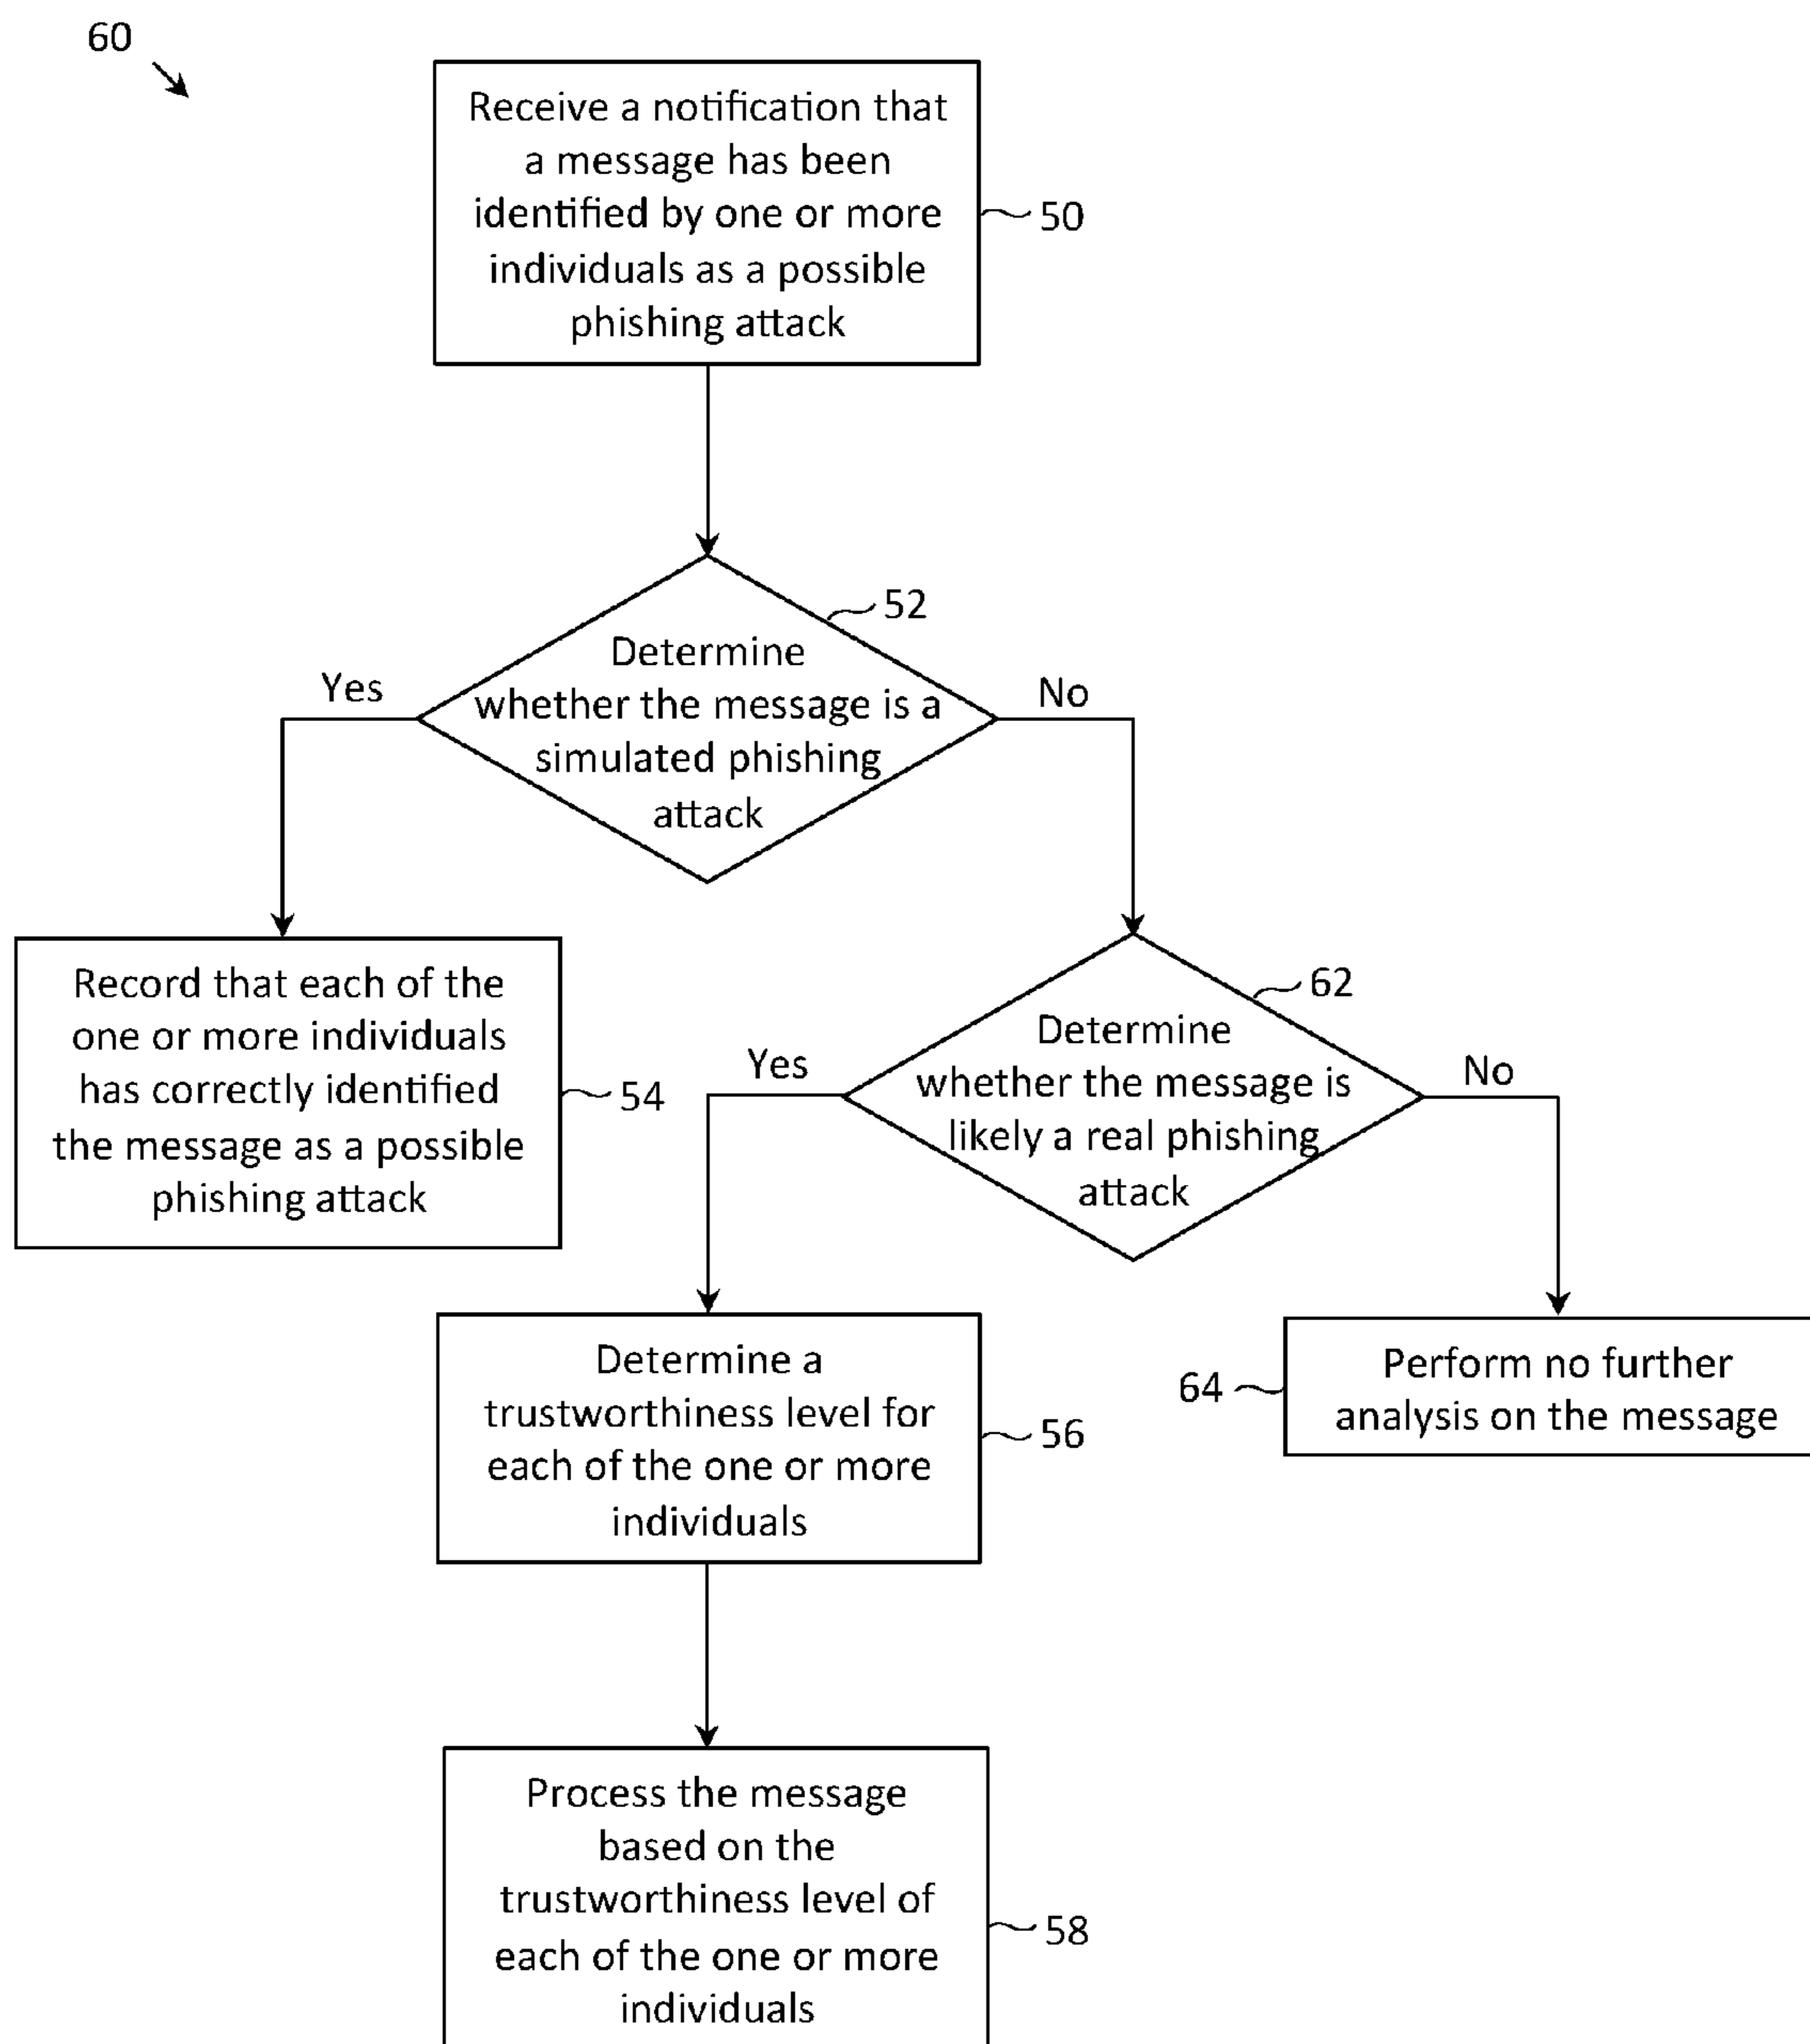 60
Receive a notification that
a message has been
identified by one or more
individuals as a possible
phishing attack
50
52
Determine
whether the message is a
simulated phishing
attack
Yes
No
Record that each of the
one or more individuals
has correctly identified
the message as a possible
phishing attack
54
62
Determine
whether the message is
likely a real phishing
attack
Yes
No
Determine a
trustworthiness level for
each of the one or more
individuals
56
64
Perform no further
analysis on the message
Process the message
based on the
trustworthiness level of
each of the one or more
individuals
58